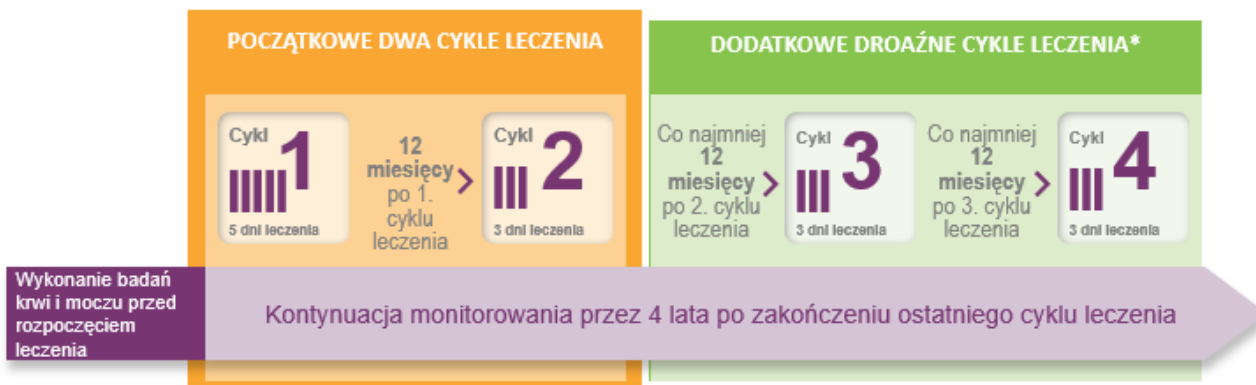 POCZĄTKOWE DWA CYKLE LECZENIA
DODATKOWE DROAŹNE CYKLE LECZENIA*
Cykl 1
5 dni leczenia
12
miesięcy
po 1.
cyklu
leczenia
Cykl 2
3 dni leczenia
Co najmniej
12
miesięcy
po 2. cyklu
leczenia
Cykl 3
3 dni leczenia
Co najmniej
12
miesięcy
po 3. cyklu
leczenia
Cykl 4
3 dni leczenia
Wykonanie badań
krwi i moczu przed
rozpoczęciem
leczenia
Kontynuacja monitorowania przez 4 lata po zakończeniu ostatniego cyklu leczenia